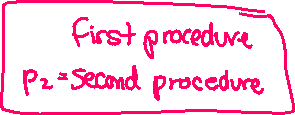 First procedure
P2 = Second procedure